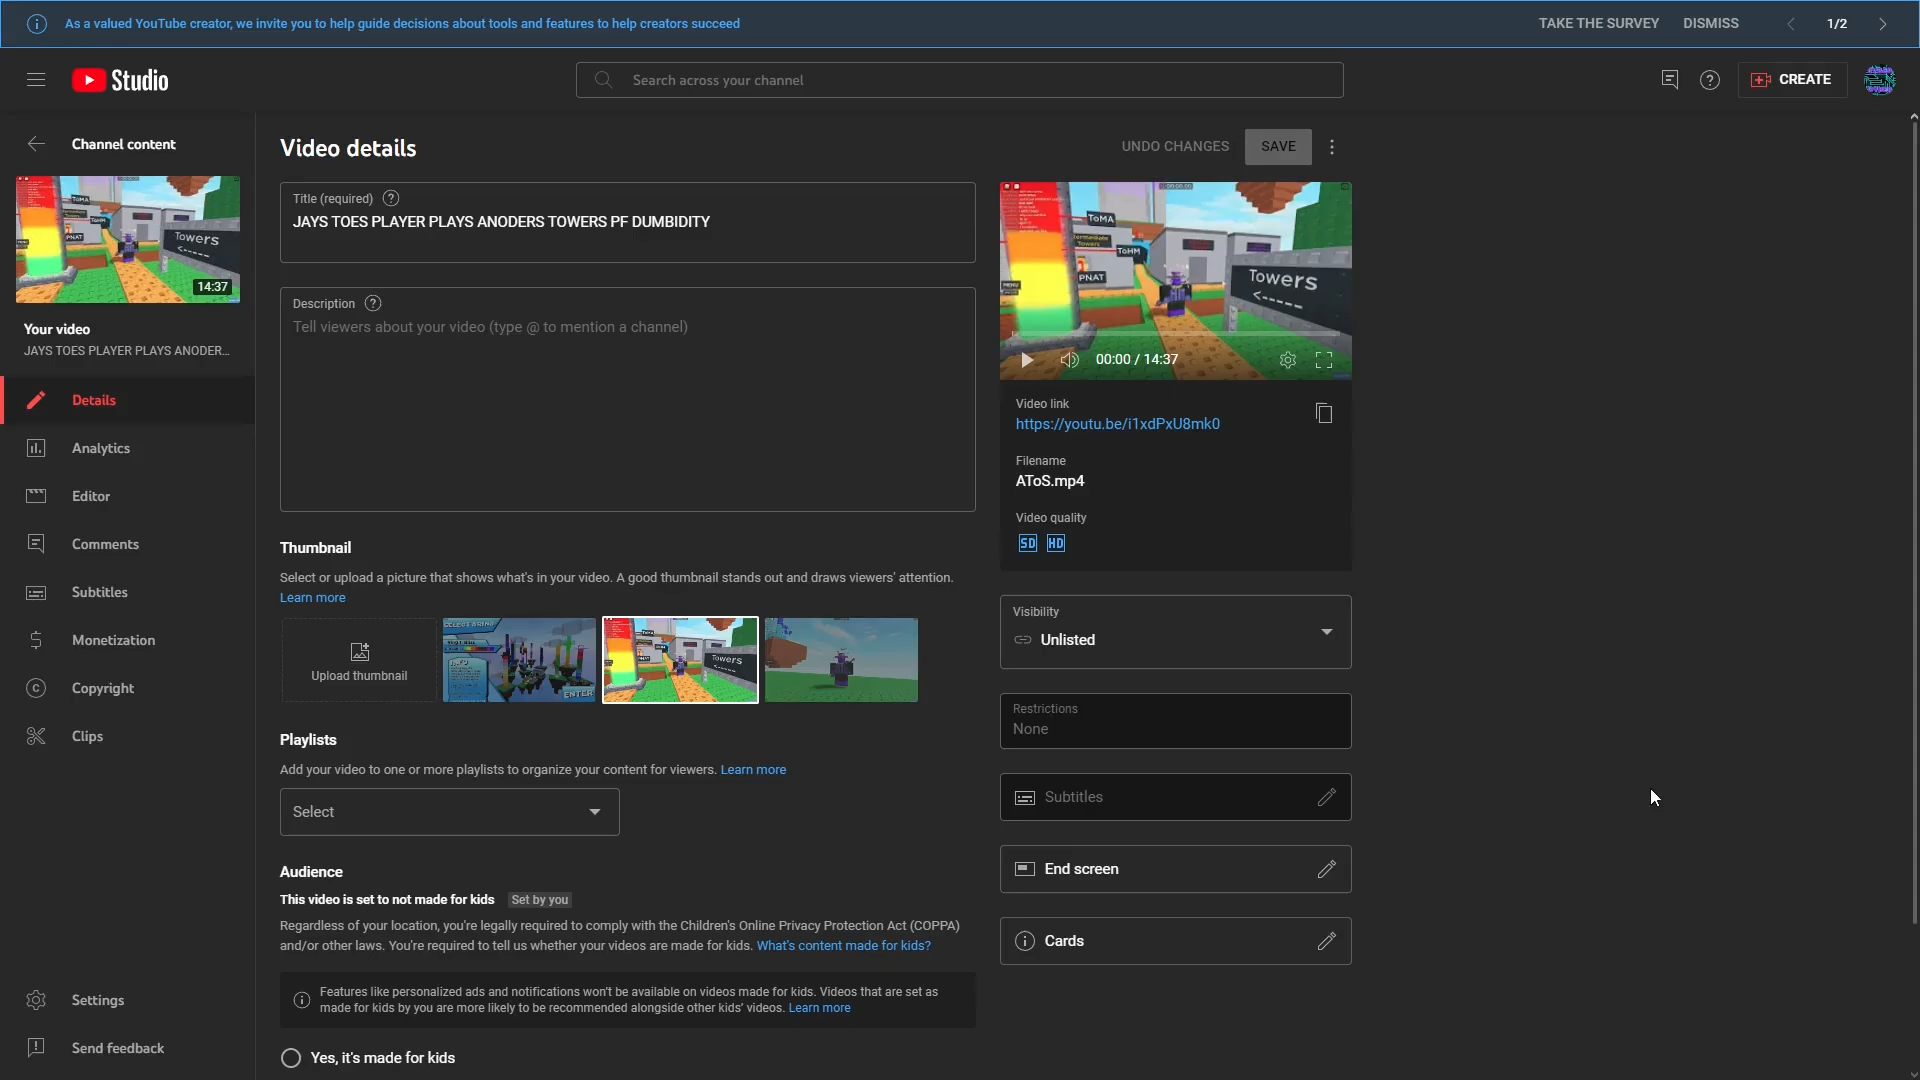 As a valued YouTube creator, we invite you to help guide decisions about tools and features to help creators succeed
TAKE THE SURVEY
DISMISS
1/2
Studio
Search across your channel
CREATE
Channel content
14:37
Your video
JAYS TOES PLAYER PLAYS ANODER…
Details
Analytics
Editor
Comments
Subtitles
Monetization
Copyright
Clips
Settings
Send feedback
Video details
UNDO CHANGES
SAVE
Title (required)
JAYS TOES PLAYER PLAYS ANODERS TOWERS PF DUMBIDITY
Description
Tell viewers about your video (type @ to mention a channel)
Thumbnail
Select or upload a picture that shows what's in your video. A good thumbnail stands out and draws viewers' attention.
Learn more
Upload thumbnail
ENTER
Towers
Playlists
Add your video to one or more playlists to organize your content for viewers. Learn more
Select
Audience
This video is set to not made for kids
Set by you
Regardless of your location, you're legally required to comply with the Children's Online Privacy Protection Act (COPPA)
and/or other laws. You're required to tell us whether your videos are made for kids. What's content made for kids?
Features like personalized ads and notifications won't be available on videos made for kids. Videos that are set as
made for kids by you are more likely to be recommended alongside other kids' videos. Learn more
Yes, it's made for kids
ToMA
Intermediate
Towers
ToHM
PNAT
Towers
<-----
00:00 / 14:37
Video link
https://youtu.be/i1xdPxU8mk0
Filename
AToS.mp4
Video quality
SD HD
Visibility
Unlisted
Restrictions
None
Subtitles
End screen
Cards